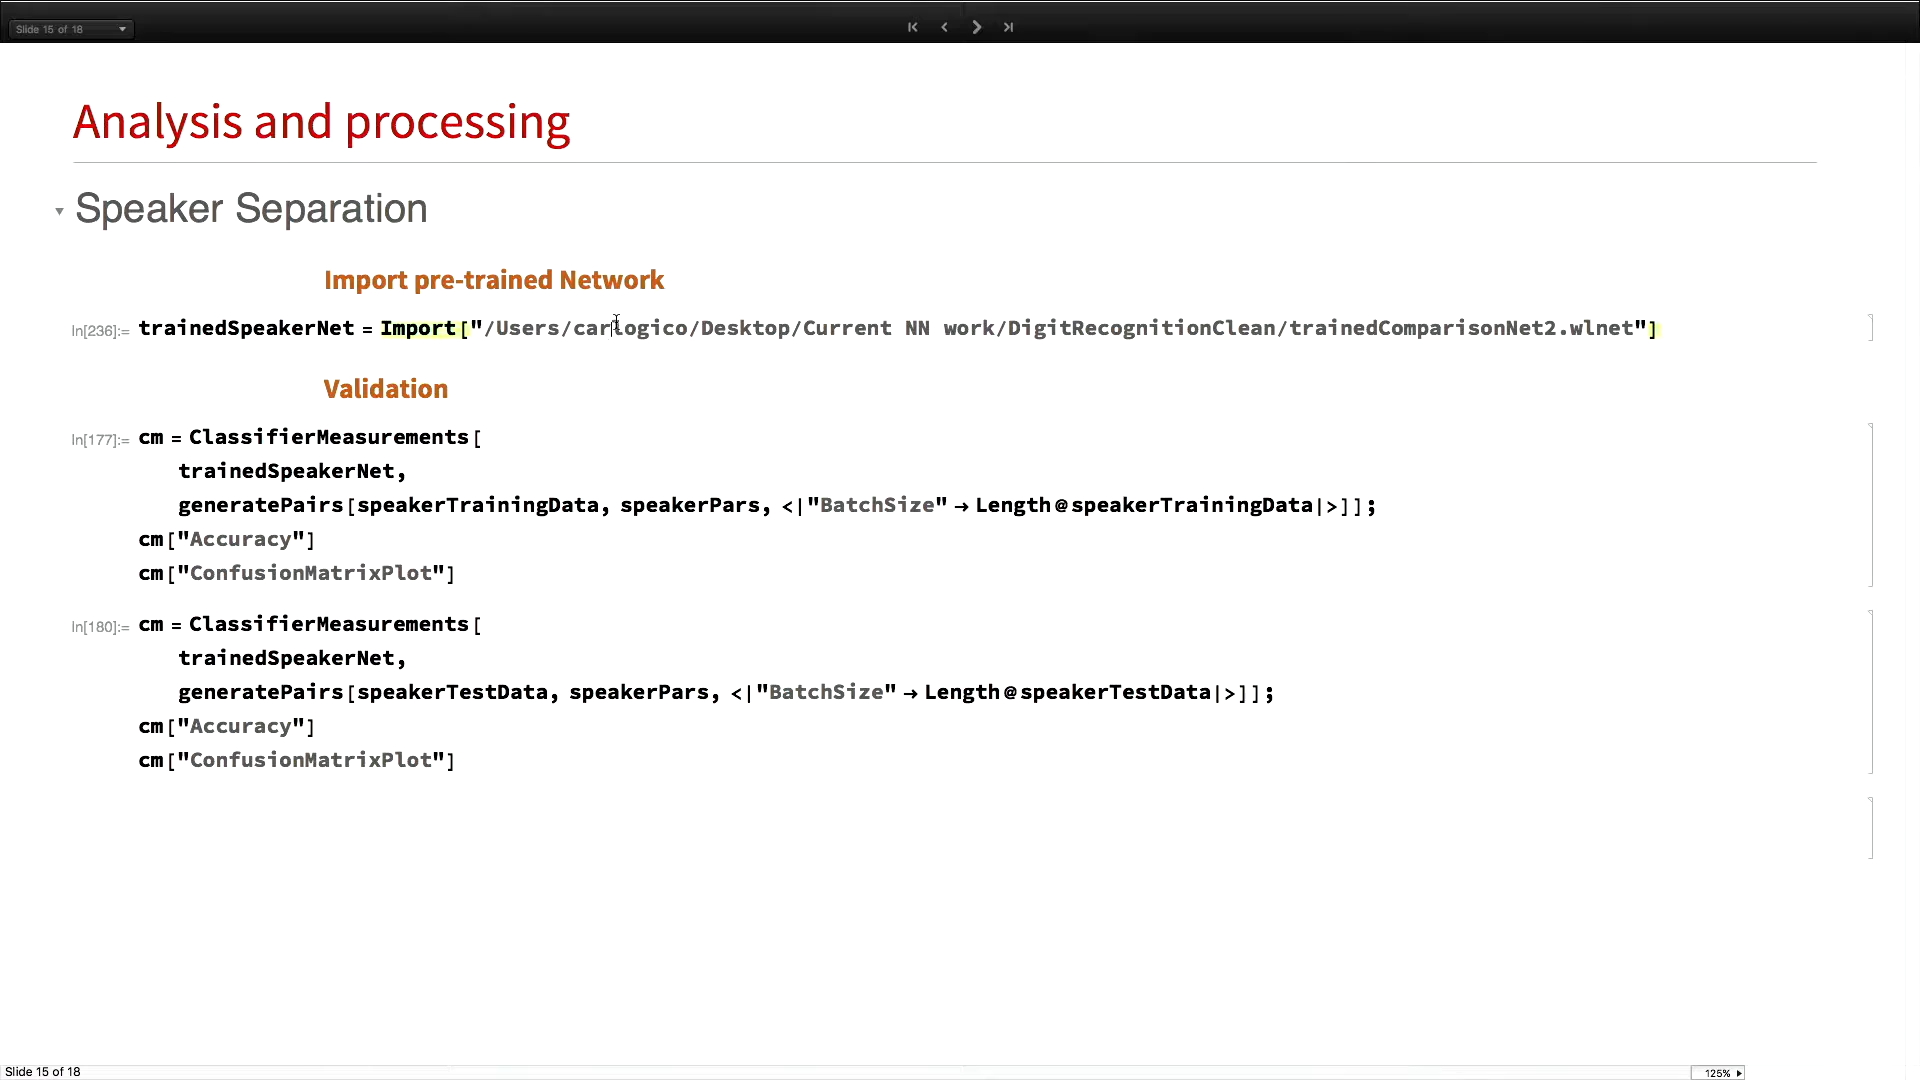 Slide 15 of 18
Analysis and processing
Speaker Separation
Import pre-trained Network
In[236]:= trainedSpeakerNet = Import["/Users/carlogico/Desktop/Current NN work/DigitRecognitionClean/trainedComparisonNet2.wlnet"]
Validation
In[177]:= cm = ClassifierMeasurements[
trainedSpeakerNet,
generatePairs[speakerTrainingData, speakerPars, <|"BatchSize" → Length@speakerTrainingData|>]];
cm["Accuracy"]
cm["ConfusionMatrixPlot"]
In[180]:= cm = ClassifierMeasurements[
trainedSpeakerNet,
generatePairs[speakerTestData, speakerPars, <|"BatchSize" → Length@speakerTestData|>]];
cm["Accuracy"]
cm["ConfusionMatrixPlot"]
Slide 15 of 18
125%